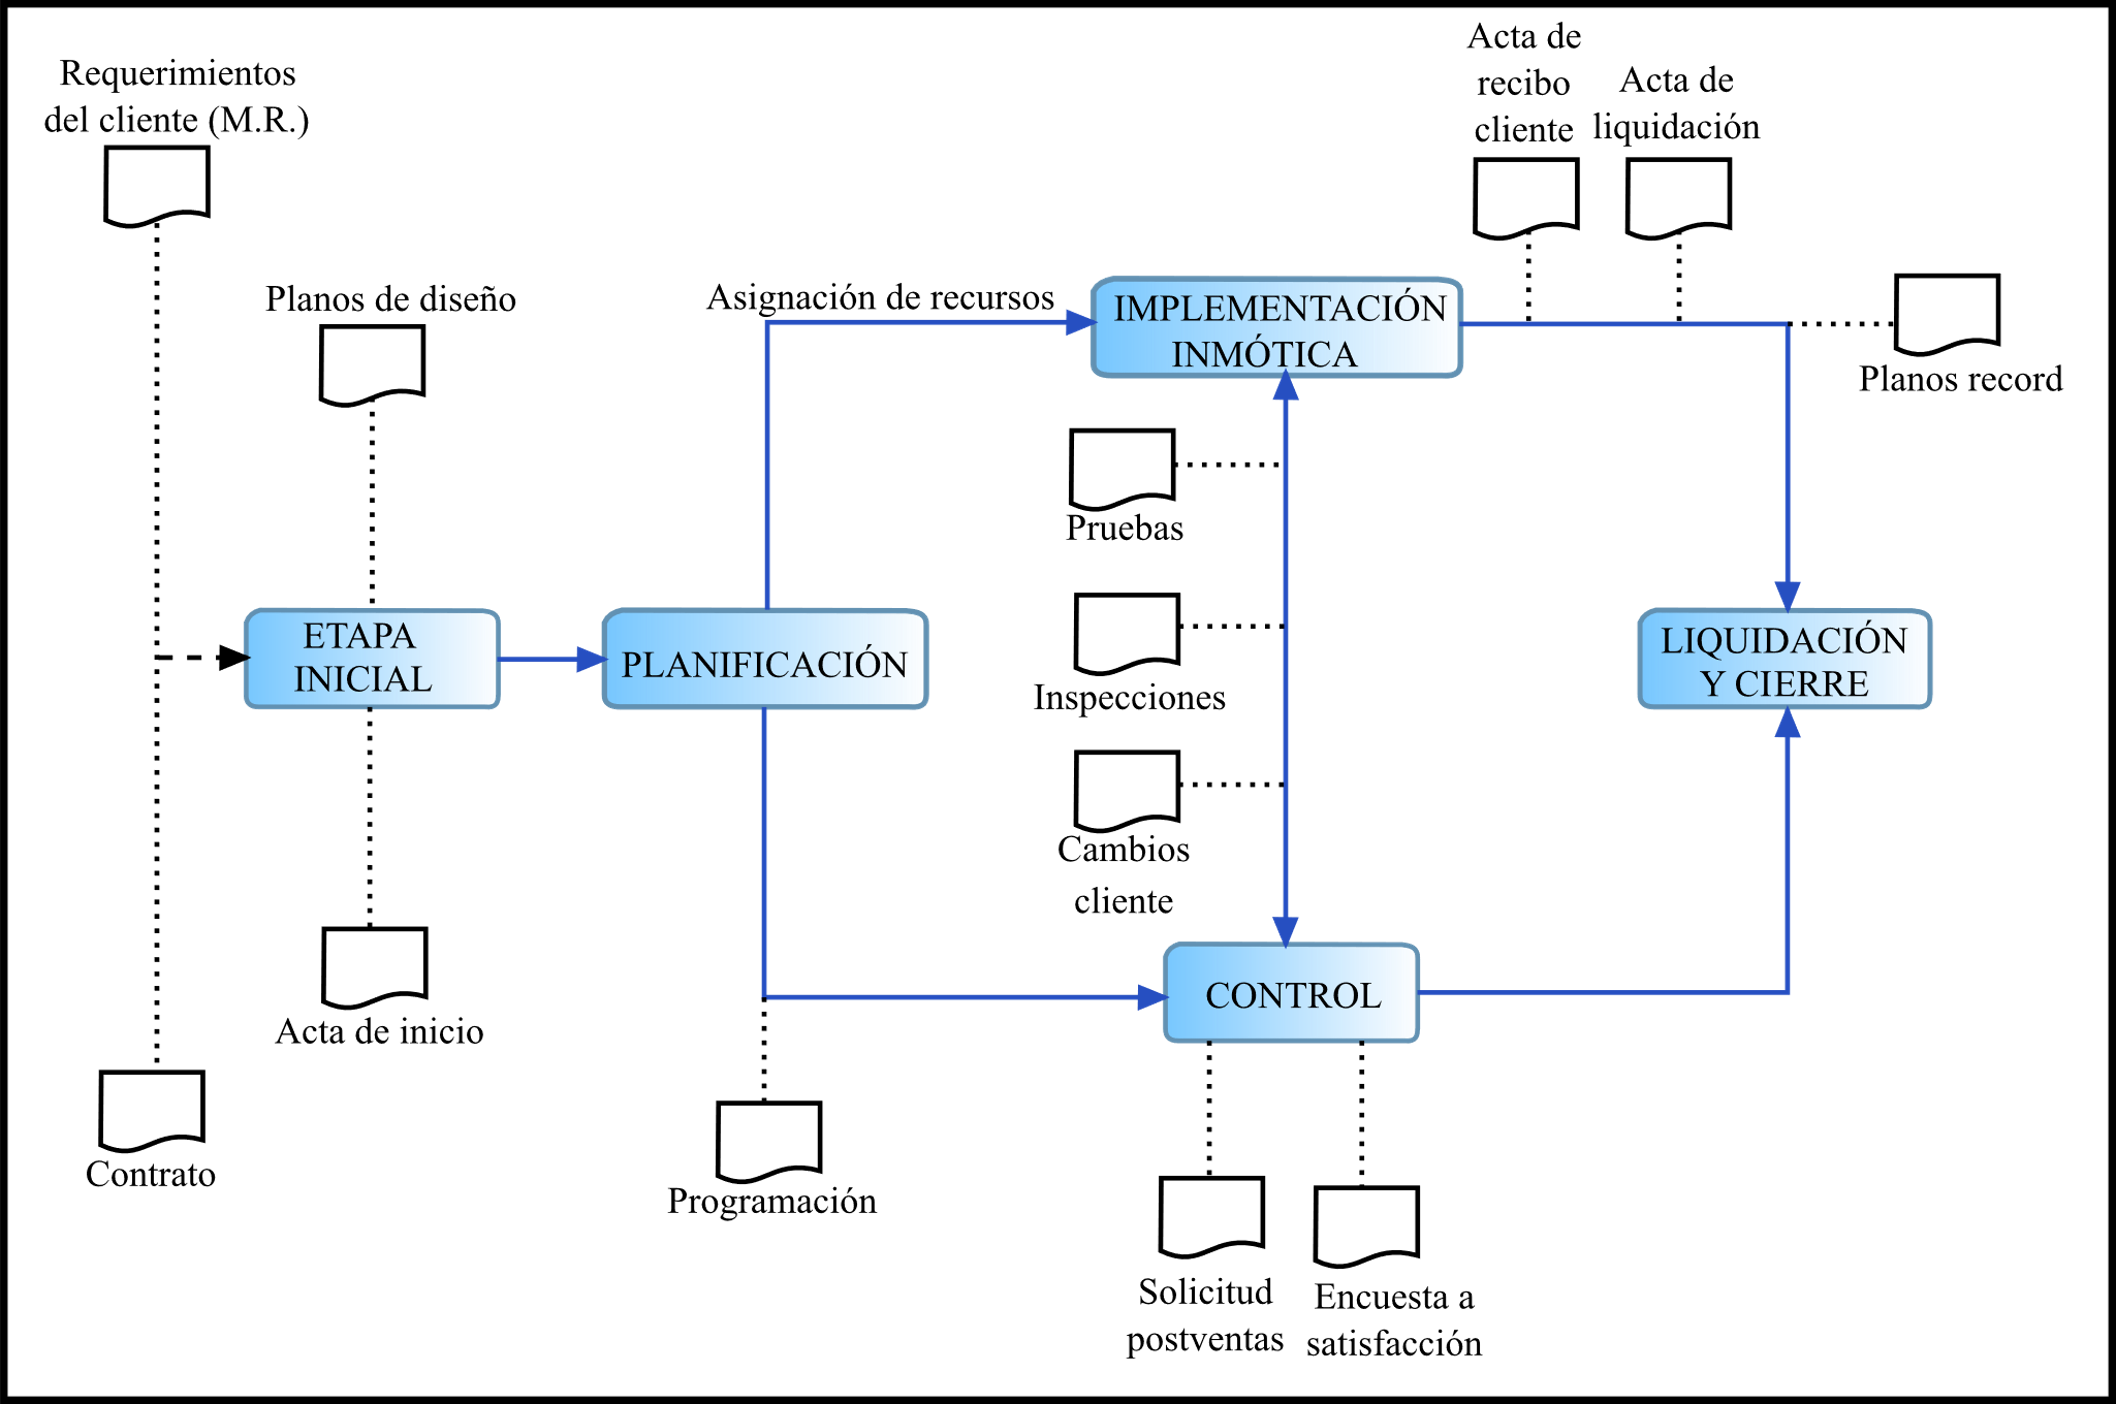 Requerimientos
del cliente (M.R.)
Acta de
recibo
cliente
Acta de
liquidación
Planos de diseño
Asignación de recursos
IMPLEMENTACIÓN
INMÓTICA
Planos record
Pruebas
ETAPA
INICIAL
PLANIFICACIÓN
Inspecciones
LIQUIDACIÓN
Y CIERRE
Cambios
cliente
Acta de inicio
CONTROL
Contrato
Programación
Solicitud
postventas
Encuesta a
satisfacción